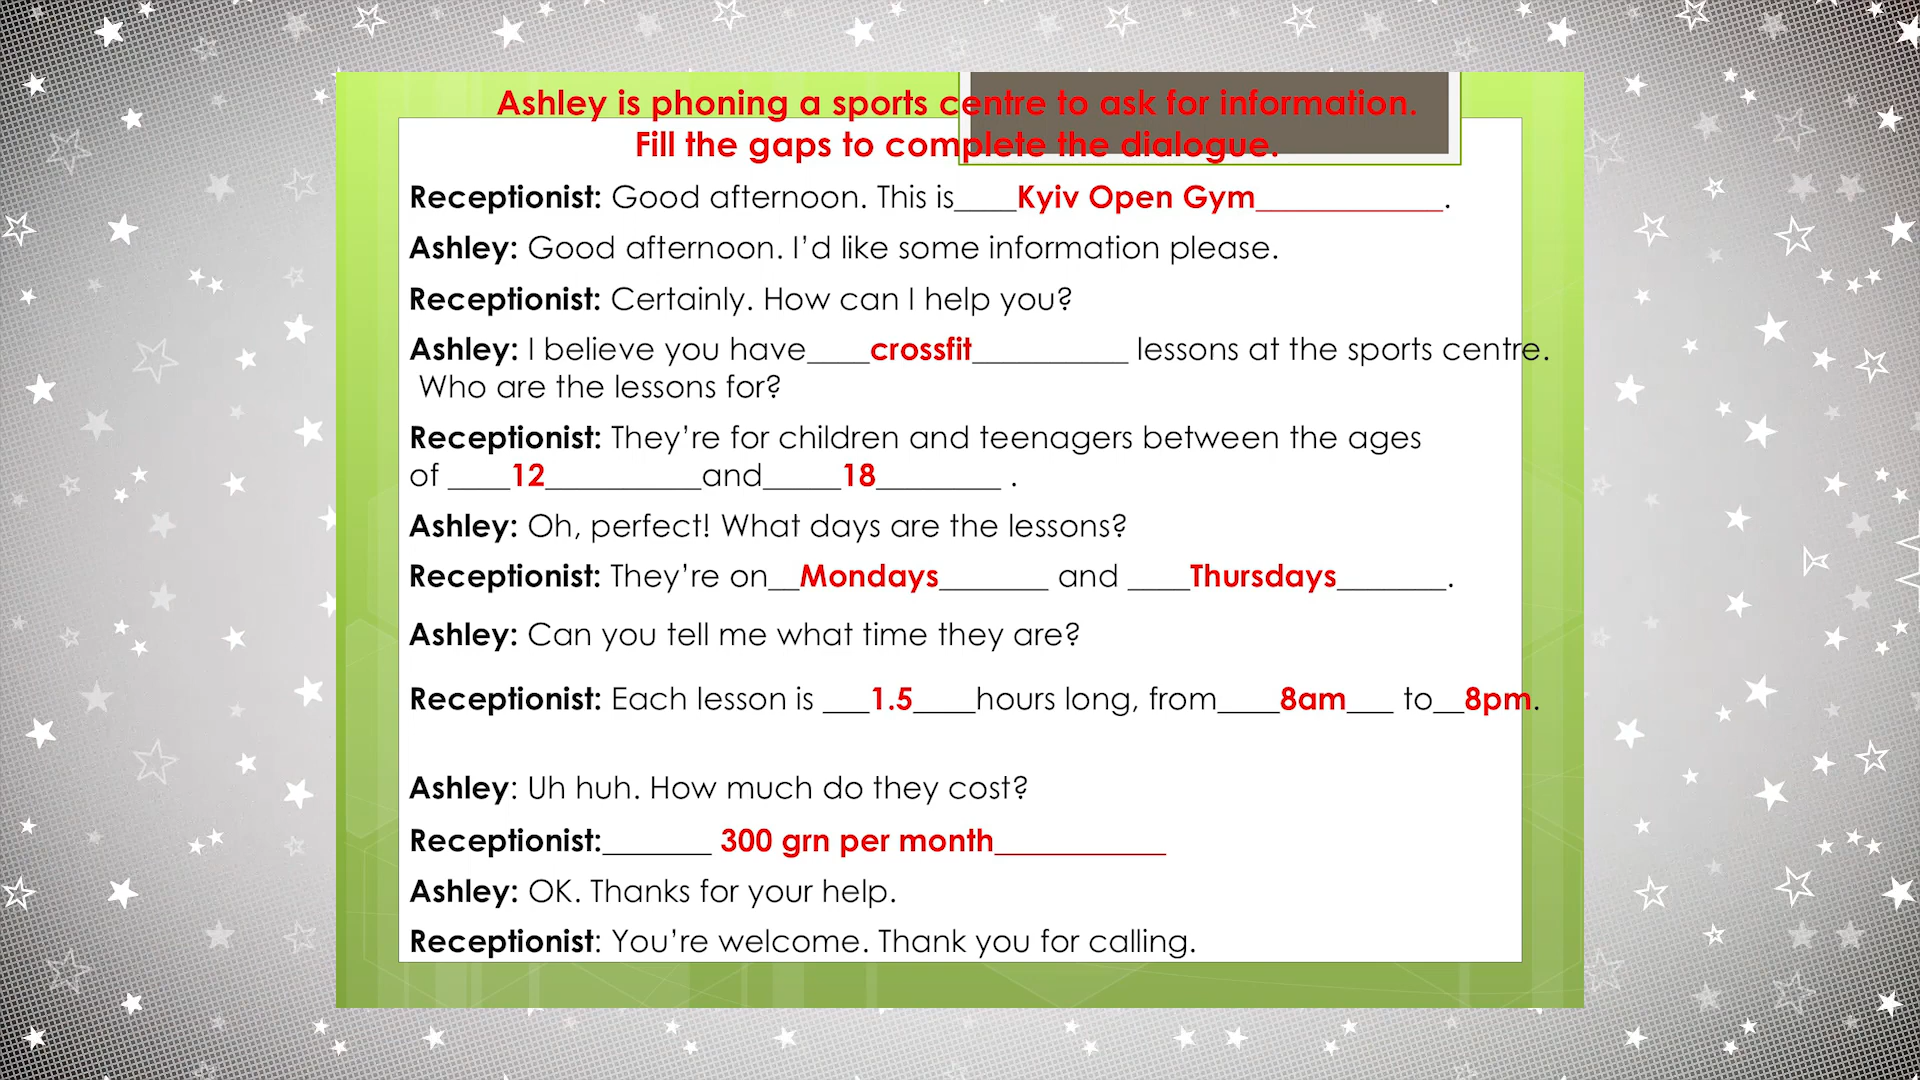 Ashley is phoning a sports centre to ask for information.
Fill the gaps to complete the dialogue.
Receptionist: Good afternoon. This is____Kyiv Open Gym____________.
Ashley: Good afternoon. I’d like some information please.
Receptionist: Certainly. How can I help you?
Ashley: I believe you have____crossfit__________ lessons at the sports centre.
Who are the lessons for?
Receptionist: They’re for children and teenagers between the ages
of ____12__________and_____18________ .
Ashley: Oh, perfect! What days are the lessons?
Receptionist: They’re on__Mondays_______ and ____Thursdays_______.
Ashley: Can you tell me what time they are?
Receptionist: Each lesson is ___1.5____hours long, from____8am___ to__8pm.
Ashley: Uh huh. How much do they cost?
Receptionist:_______ 300 grn per month___________
Ashley: OK. Thanks for your help.
Receptionist: You’re welcome. Thank you for calling.